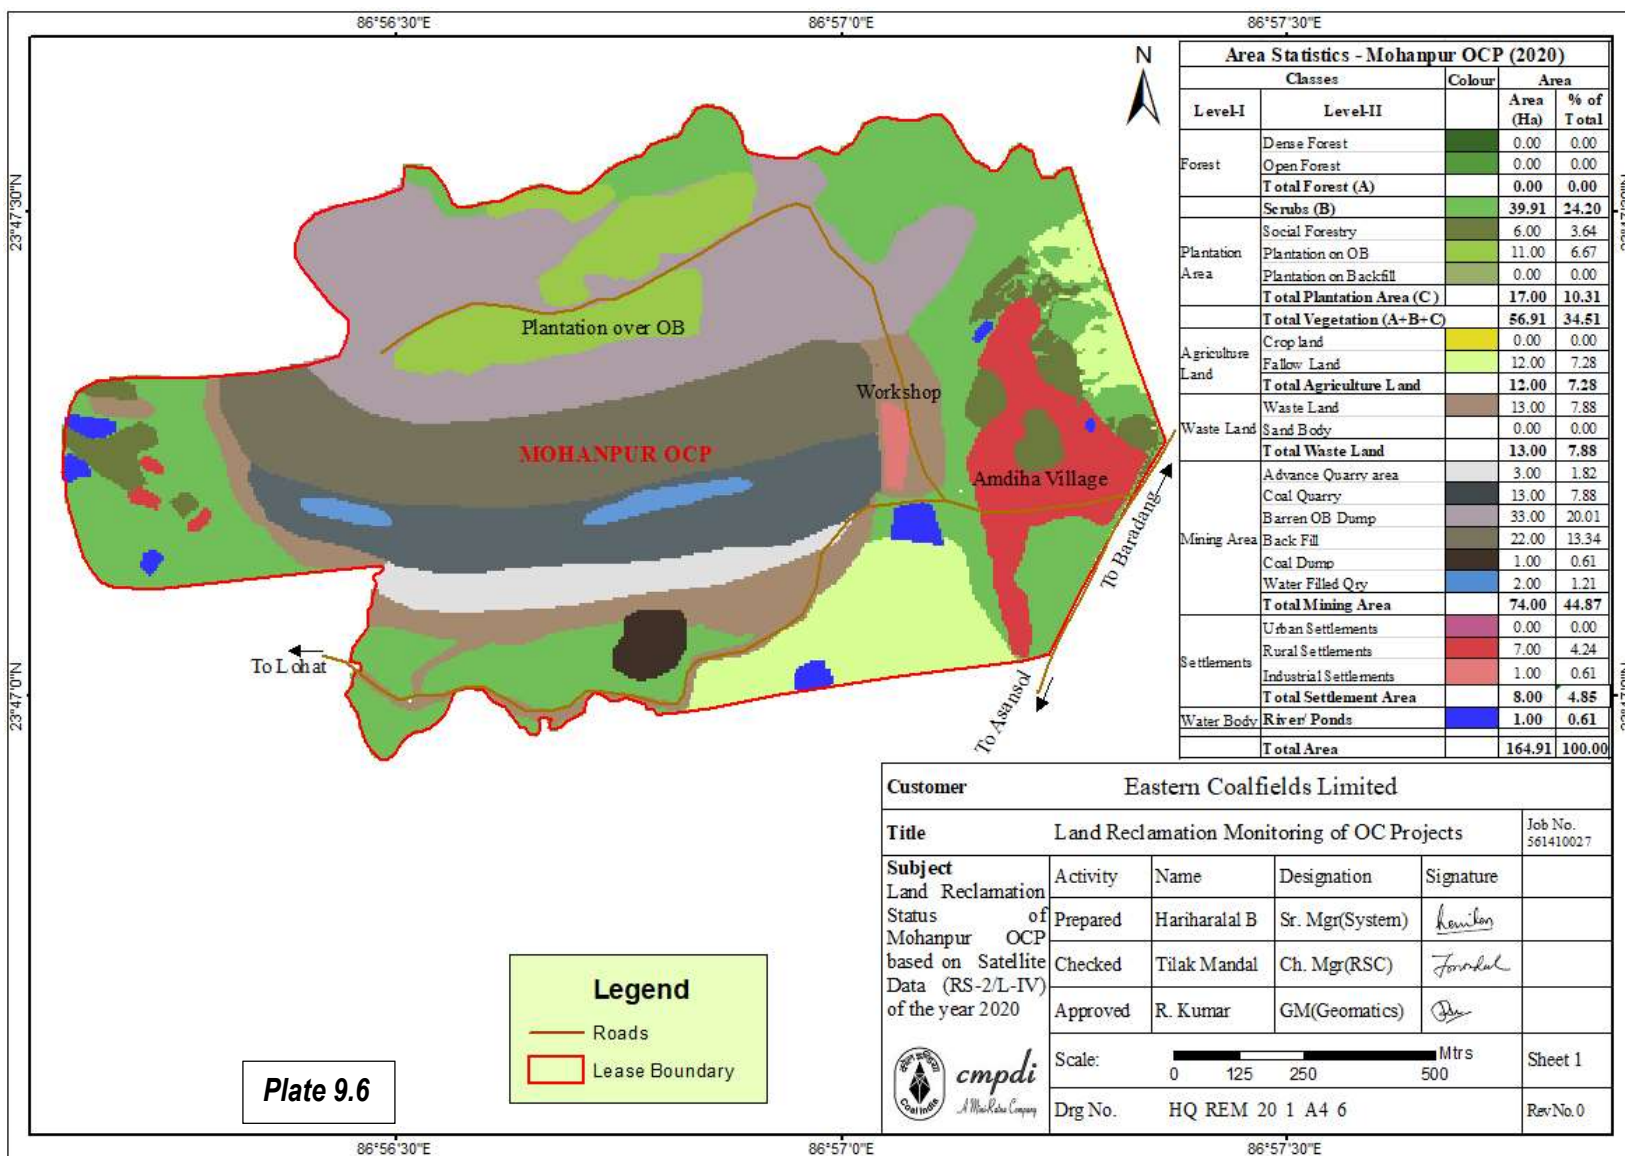 86°56'30"E 86°57'0"E 86°57'30"E
23°47'30"N
23°47'0"N
N
Plantation over OB
Workshop
MOHANPUR OCP
Amdiha Village
To Baradang
To Lohat
To Asansol
Area Statistics - Mohanpur OCP (2020)
Classes Colour Area
Level-I Level-II Area (Ha) % of Total
Forest
Dense Forest 0.00 0.00
Open Forest 0.00 0.00
Total Forest (A) 0.00 0.00
Scrubs (B) 39.91 24.20
Plantation Area
Social Forestry 6.00 3.64
Plantation on OB 11.00 6.67
Plantation on Backfill 0.00 0.00
Total Plantation Area (C ) 17.00 10.31
Total Vegetation (A+B+C) 56.91 34.51
Agriculture Land
Crop land 0.00 0.00
Fallow Land 12.00 7.28
Total Agriculture Land 12.00 7.28
Waste Land
Waste Land 13.00 7.88
Sand Body 0.00 0.00
Total Waste Land 13.00 7.88
Mining Area
Advance Quarry area 3.00 1.82
Coal Quarry 13.00 7.88
Barren OB Dump 33.00 20.01
Back Fill 22.00 13.34
Coal Dump 1.00 0.61
Water Filled Qry 2.00 1.21
Total Mining Area 74.00 44.87
Settlements
Urban Settlements 0.00 0.00
Rural Settlements 7.00 4.24
Industrial Settlements 1.00 0.61
Total Settlement Area 8.00 4.85
Water Body River/ Ponds 1.00 0.61
Total Area 164.91 100.00
Customer Eastern Coalfields Limited
Title Land Reclamation Monitoring of OC Projects Job No. 561410027
Subject
Land Reclamation
Status of
Mohanpur OCP
based on Satellite
Data (RS-2/L-IV)
of the year 2020
Activity Name Designation Signature
Prepared Hariharalal B Sr. Mgr(System)
Checked Tilak Mandal Ch. Mgr(RSC)
Approved R. Kumar GM(Geomatics)
Scale: 0 125 250 500 Mtrs Sheet 1
Drg No. HQ REM 20 1 A4 6 Rev No. 0
कोल इण्डिया
Coal India
cmpdi
A Mini Ratna Company
Legend
Roads
Lease Boundary
Plate 9.6
86°56'30"E 86°57'0"E 86°57'30"E